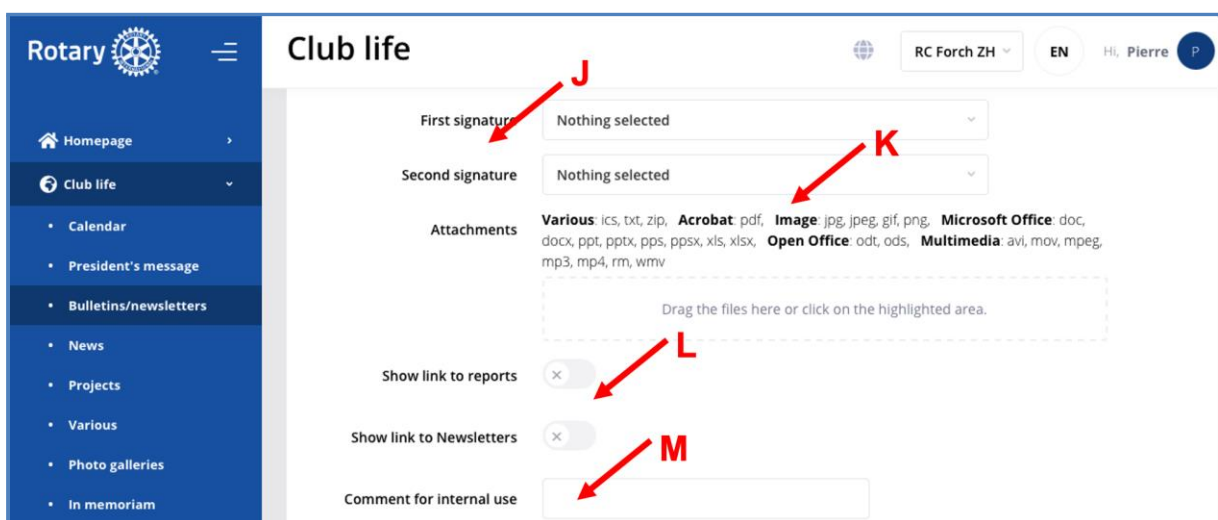 Rotary
Club life
RC Forch ZH
EN
Hi, Pierre
P
J
First signature
Nothing selected
K
Second signature
Nothing selected
Attachments
Various: ics, txt, zip, Acrobat: pdf, Image: jpg, jpeg, gif, png, Microsoft Office: doc,
docx, ppt, pptx, pps, ppsx, xls, xlsx, Open Office: odt, ods, Multimedia: avi, mov, mpeg,
mp3, mp4, rm, wmv
Drag the files here or click on the highlighted area.
L
Show link to reports
Show link to Newsletters
M
Comment for internal use
Homepage
Club life
Calendar
President's message
Bulletins/newsletters
News
Projects
Various
Photo galleries
In memoriam